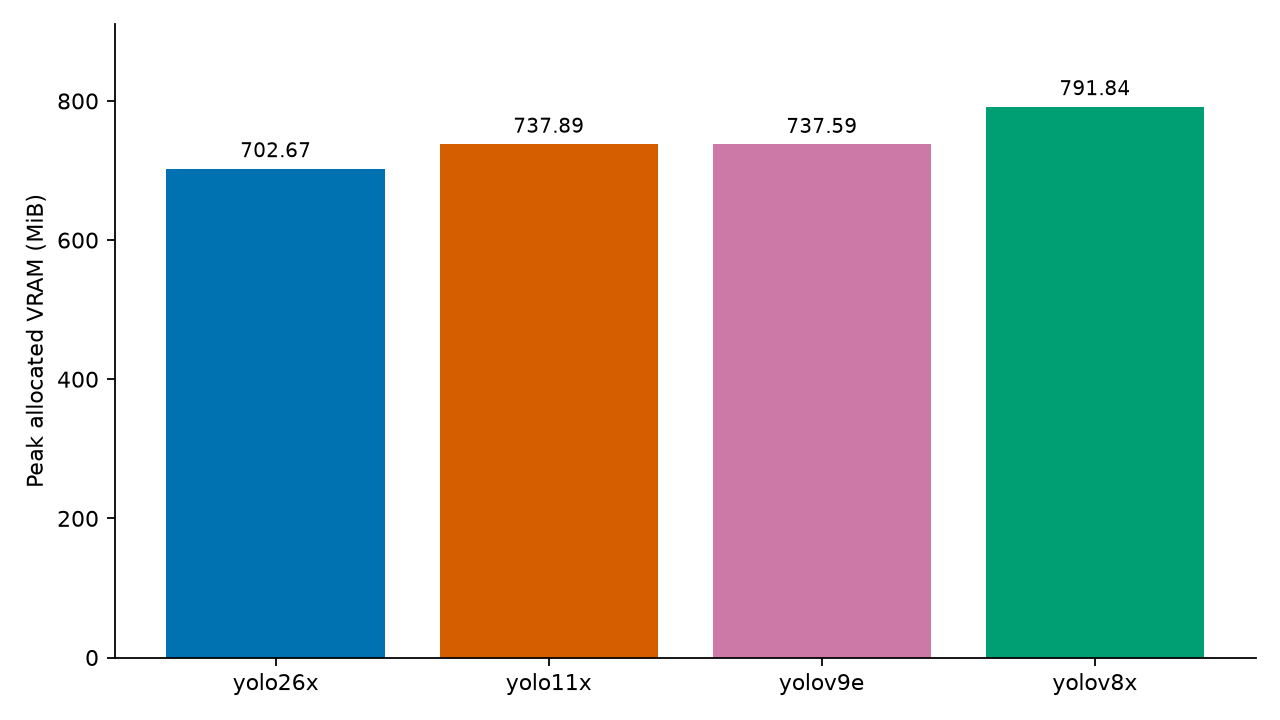 Peak allocated VRAM (MiB)
800
600
400
200
0
702.67
737.89
737.59
791.84
yolo26x
yolo11x
yolov9e
yolov8x